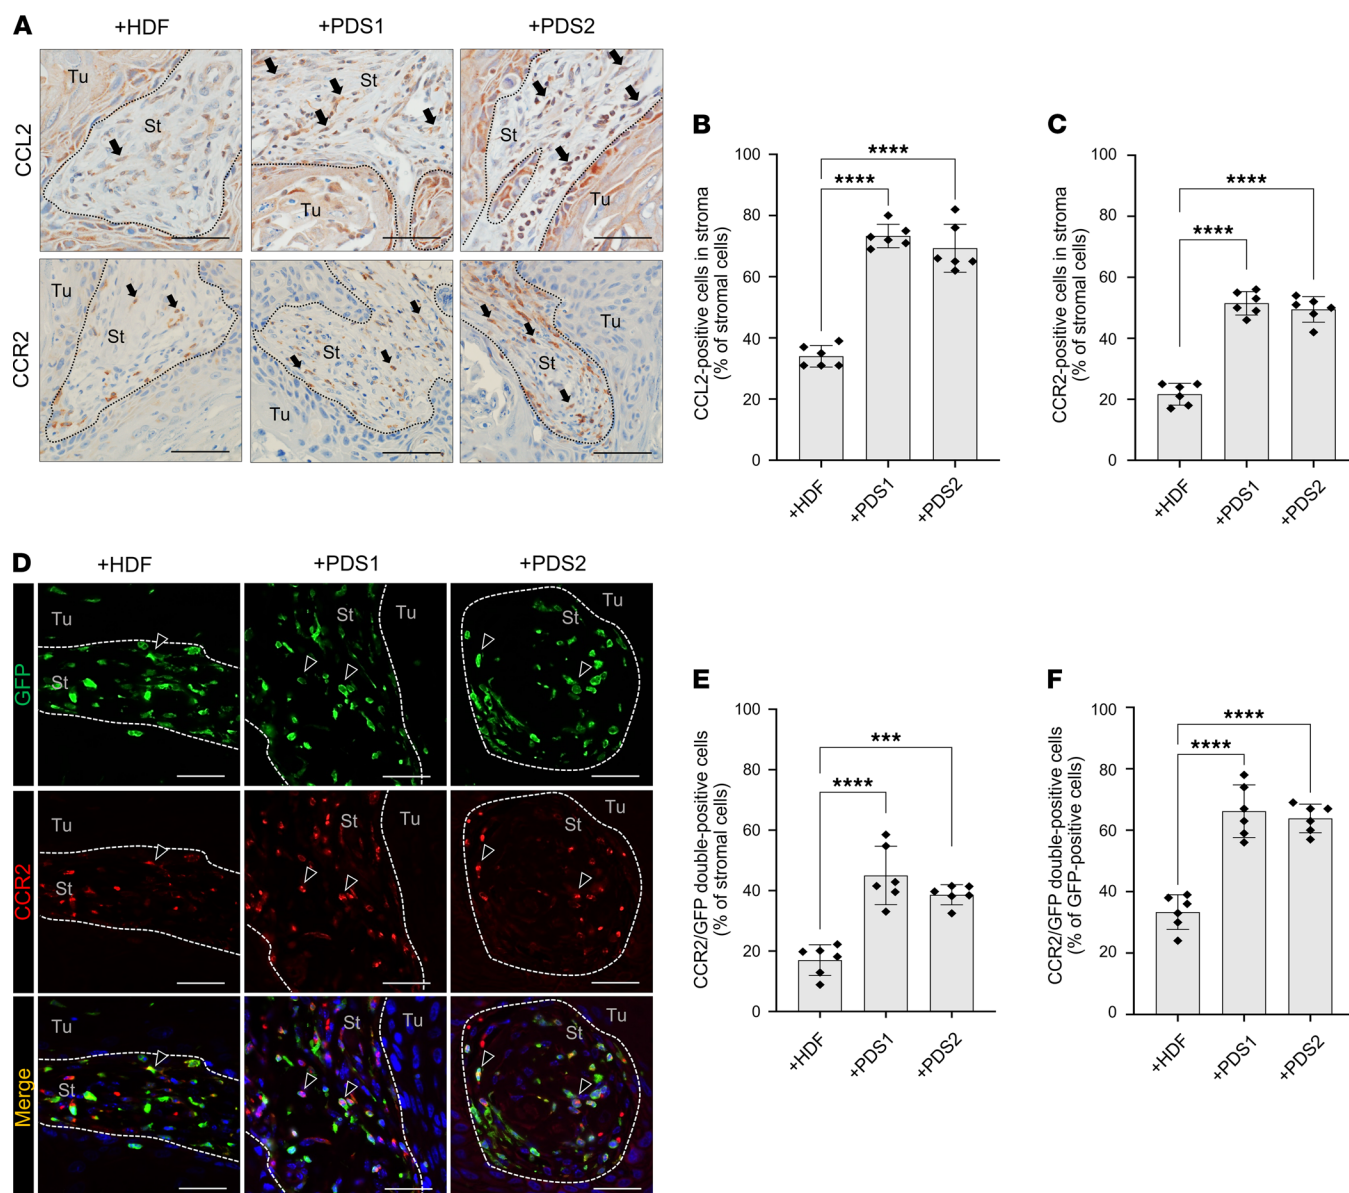 A
+HDF
+PDS1
+PDS2
CCL2
Tu
St
St
Tu
St
Tu
CCR2
Tu
St
St
Tu
Tu
St
B
CCL2-positive cells in stroma
(% of stromal cells)
100
80
60
40
20
0
****
****
+HDF
+PDS1
+PDS2
C
CCR2-positive cells in stroma
(% of stromal cells)
100
80
60
40
20
0
****
****
+HDF
+PDS1
+PDS2
D
+HDF
+PDS1
+PDS2
GFP
Tu
St
St
Tu
St
Tu
CCR2
Tu
St
St
Tu
St
Tu
Merge
Tu
St
St
Tu
St
Tu
E
CCR2/GFP double-positive cells
(% of stromal cells)
100
80
60
40
20
0
***
****
+HDF
+PDS1
+PDS2
F
CCR2/GFP double-positive cells
(% of GFP-positive cells)
100
80
60
40
20
0
****
****
+HDF
+PDS1
+PDS2